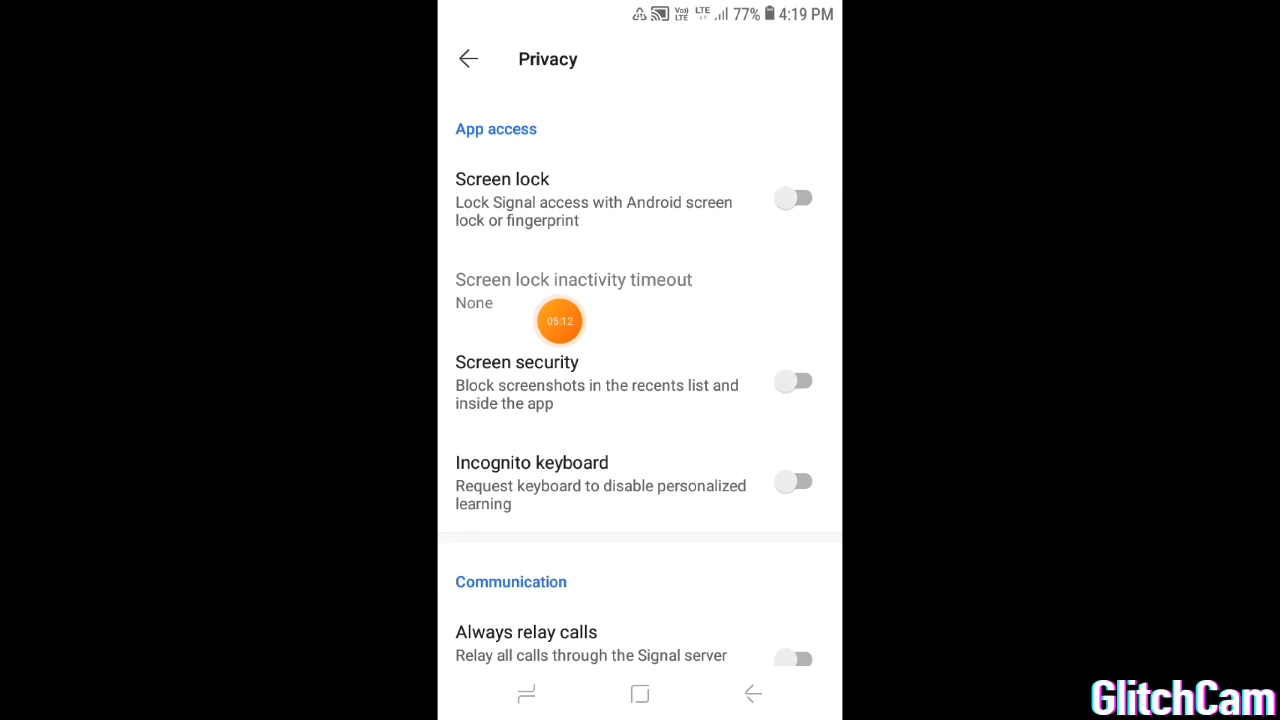 VoLTE LTE 77% 4:19 PM
Privacy
App access
Screen lock
Lock Signal access with Android screen
lock or fingerprint
Screen lock inactivity timeout
None
05:12
Screen security
Block screenshots in the recents list and
inside the app
Incognito keyboard
Request keyboard to disable personalized
learning
Communication
Always relay calls
Relay all calls through the Signal server
GlitchCam